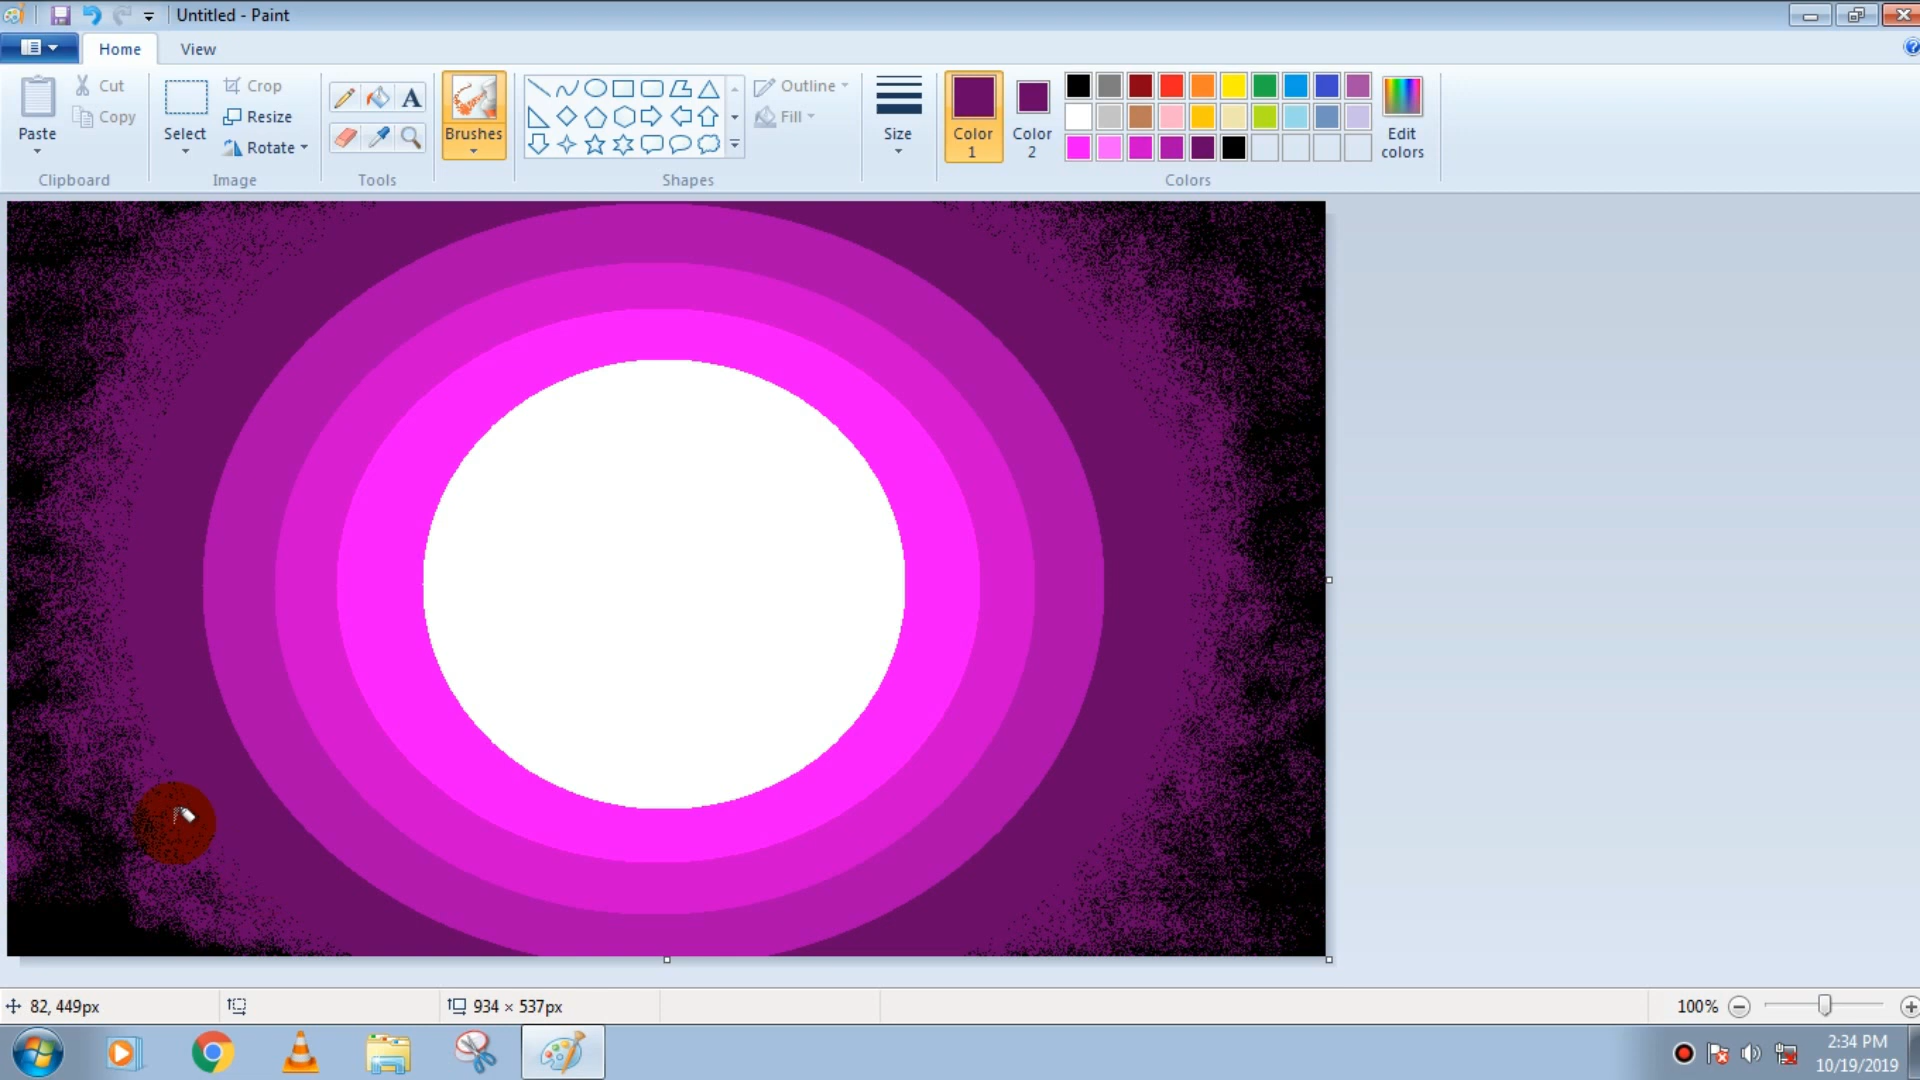 Untitled - Paint
Home
View
Paste
Cut
Copy
Clipboard
Select
Crop
Resize
Rotate
Image
A
Tools
Brushes
Outline
Fill
Shapes
Size
Color 1
Color 2
Edit colors
Colors
82, 449px
934 × 537px
100%
2:34 PM
10/19/2019